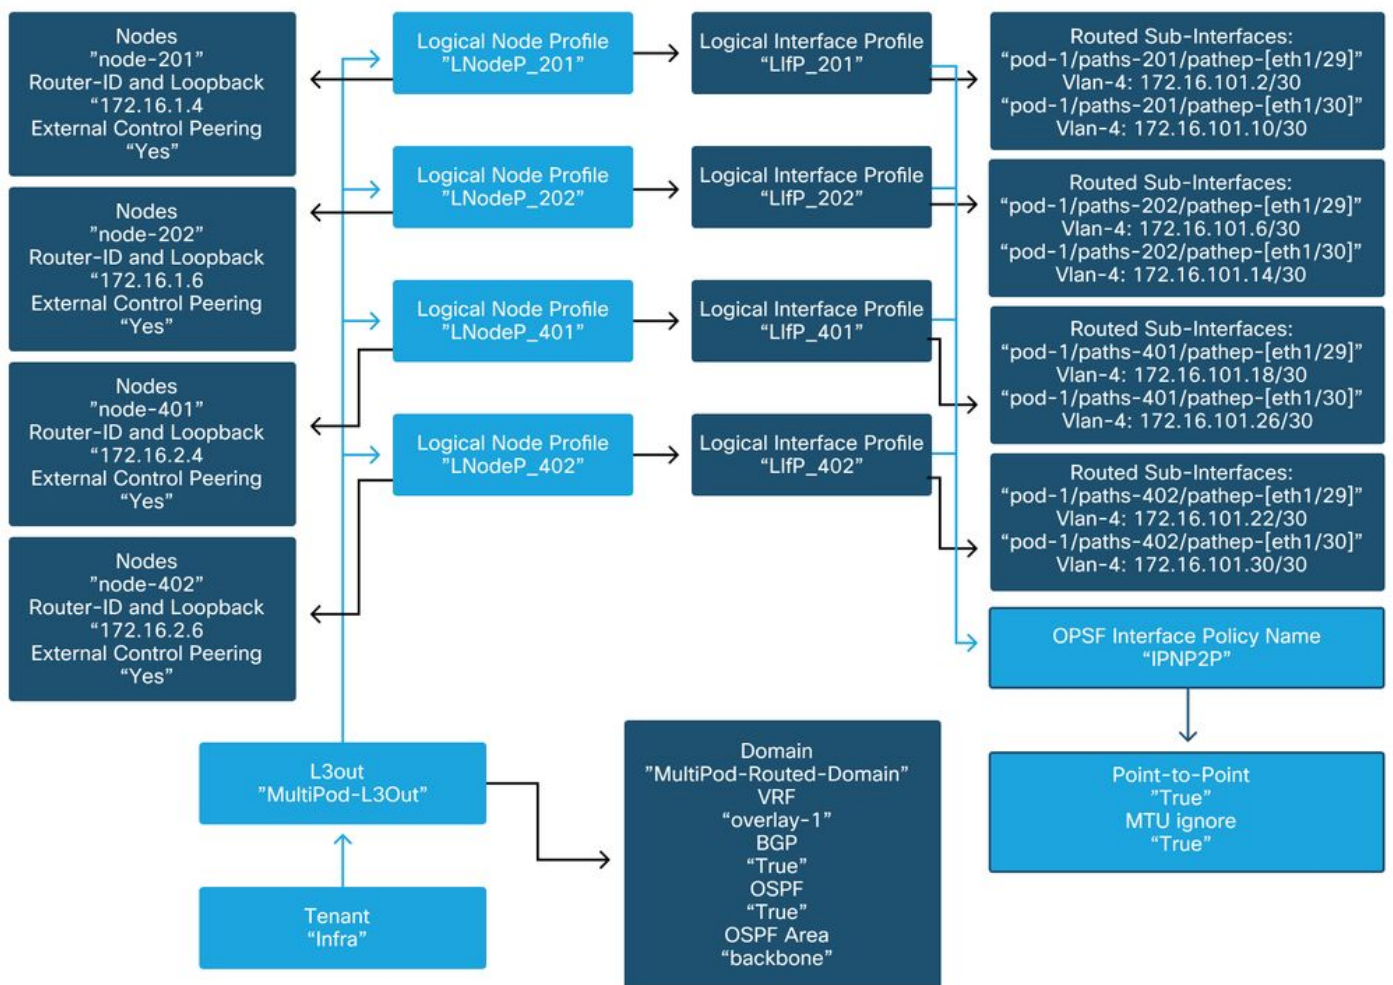 Nodes
"node-201"
Router-ID and Loopback
"172.16.1.4
External Control Peering
"Yes"
Nodes
"node-202"
Router-ID and Loopback
"172.16.1.6
External Control Peering
"Yes"
Nodes
"node-401"
Router-ID and Loopback
"172.16.2.4
External Control Peering
"Yes"
Nodes
"node-402"
Router-ID and Loopback
"172.16.2.6
External Control Peering
"Yes"
Logical Node Profile
"LNodeP_201"
Logical Node Profile
"LNodeP_202"
Logical Node Profile
"LNodeP_401"
Logical Node Profile
"LNodeP_402"
Logical Interface Profile
"LIfP_201"
Logical Interface Profile
"LIfP_202"
Logical Interface Profile
"LIfP_401"
Logical Interface Profile
"LIfP_402"
Routed Sub-Interfaces:
"pod-1/paths-201/pathep-[eth1/29]"
Vlan-4: 172.16.101.2/30
"pod-1/paths-201/pathep-[eth1/30]"
Vlan-4: 172.16.101.10/30
Routed Sub-Interfaces:
"pod-1/paths-202/pathep-[eth1/29]
Vlan-4: 172.16.101.6/30
"pod-1/paths-202/pathep-[eth1/30]"
Vlan-4: 172.16.101.14/30
Routed Sub-Interfaces:
"pod-1/paths-401/pathep-[eth1/29]
Vlan-4: 172.16.101.18/30
"pod-1/paths-401/pathep-[eth1/30]"
Vlan-4: 172.16.101.26/30
Routed Sub-Interfaces:
"pod-1/paths-402/pathep-[eth1/29]"
Vlan-4: 172.16.101.22/30
"pod-1/paths-402/pathep-[eth1/30]"
Vlan-4: 172.16.101.30/30
OPSF Interface Policy Name
"IPNP2P"
Point-to-Point
"True"
MTU ignore
"True"
L3out
"MultiPod-L3Out"
Tenant
"Infra"
Domain
"MultiPod-Routed-Domain"
VRF
"overlay-1"
BGP
"True"
OSPF
"True"
OSPF Area
"backbone"